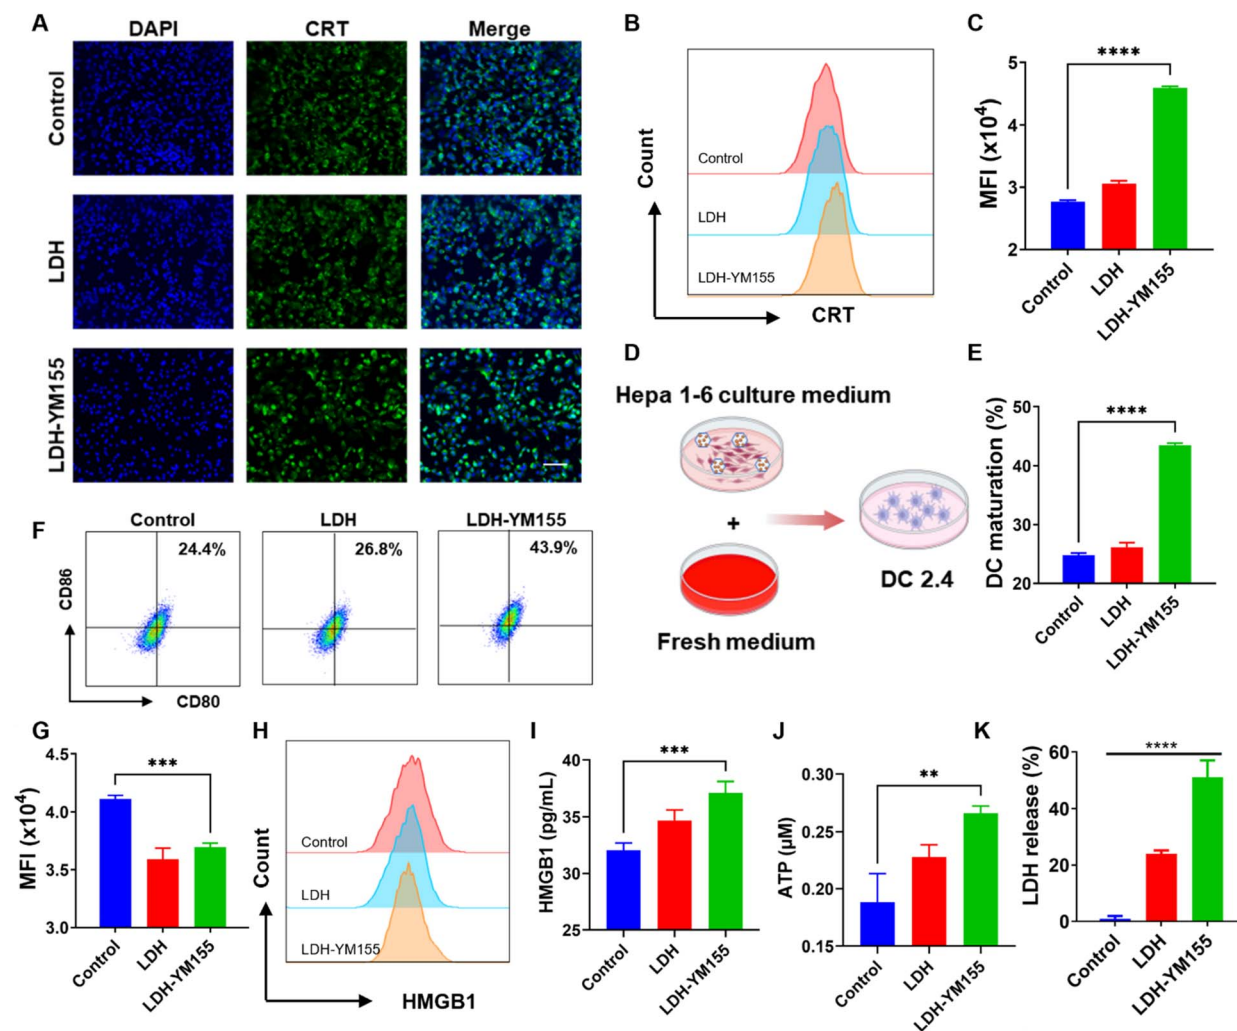 A
DAPI
CRT
Merge
Control
LDH
LDH-YM155
B
Count
Control
LDH
LDH-YM155
CRT
C
****
MFI (x10⁴)
5
4
3
2
Control
LDH
LDH-YM155
D
Hepa 1-6 culture medium
+
Fresh medium
DC 2.4
E
****
DC maturation (%)
50
40
30
20
Control
LDH
LDH-YM155
F
Control
LDH
LDH-YM155
24.4%
26.8%
43.9%
CD86
CD80
G
***
MFI (x10⁴)
4.5
4.0
3.5
3.0
Control
LDH
LDH-YM155
H
Count
Control
LDH
LDH-YM155
HMGB1
I
***
HMGB1 (pg/mL)
40
35
31
25
Control
LDH
LDH-YM155
J
**
ATP (µM)
0.30
0.25
0.20
0.15
Control
LDH
LDH-YM155
K
****
LDH release (%)
60
40
20
0
Control
LDH
LDH-YM155